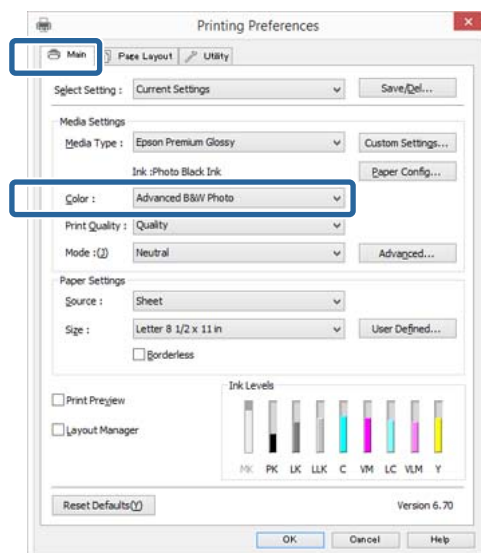 Printing Preferences
Main Page Layout Utility
Select Setting : Current Settings Save/Del...
Media Settings
Media Type : Epson Premium Glossy Custom Settings...
Ink :Photo Black Ink Paper Config...
Color : Advanced B&W Photo
Print Quality : Quality
Mode :(J) Neutral Advanced...
Paper Settings
Source : Sheet
Size : Letter 8 1/2 x 11 in User Defined...
Borderless
Ink Levels
Print Preview
Layout Manager
MK PK LK LLK C VM LC VLM Y
Reset Defaults(Y) Version 6.70
OK Cancel Help